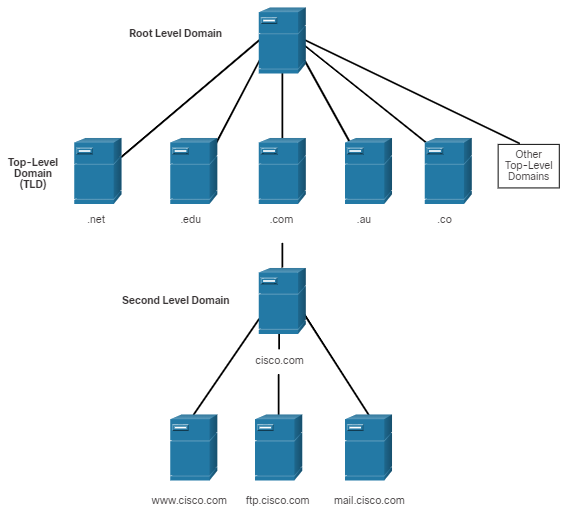 Root Level Domain
Top-Level
Domain
(TLD)
Other
Top-Level
Domains
.net
.edu
.com
.au
.co
Second Level Domain
cisco.com
www.cisco.com
ftp.cisco.com
mail.cisco.com